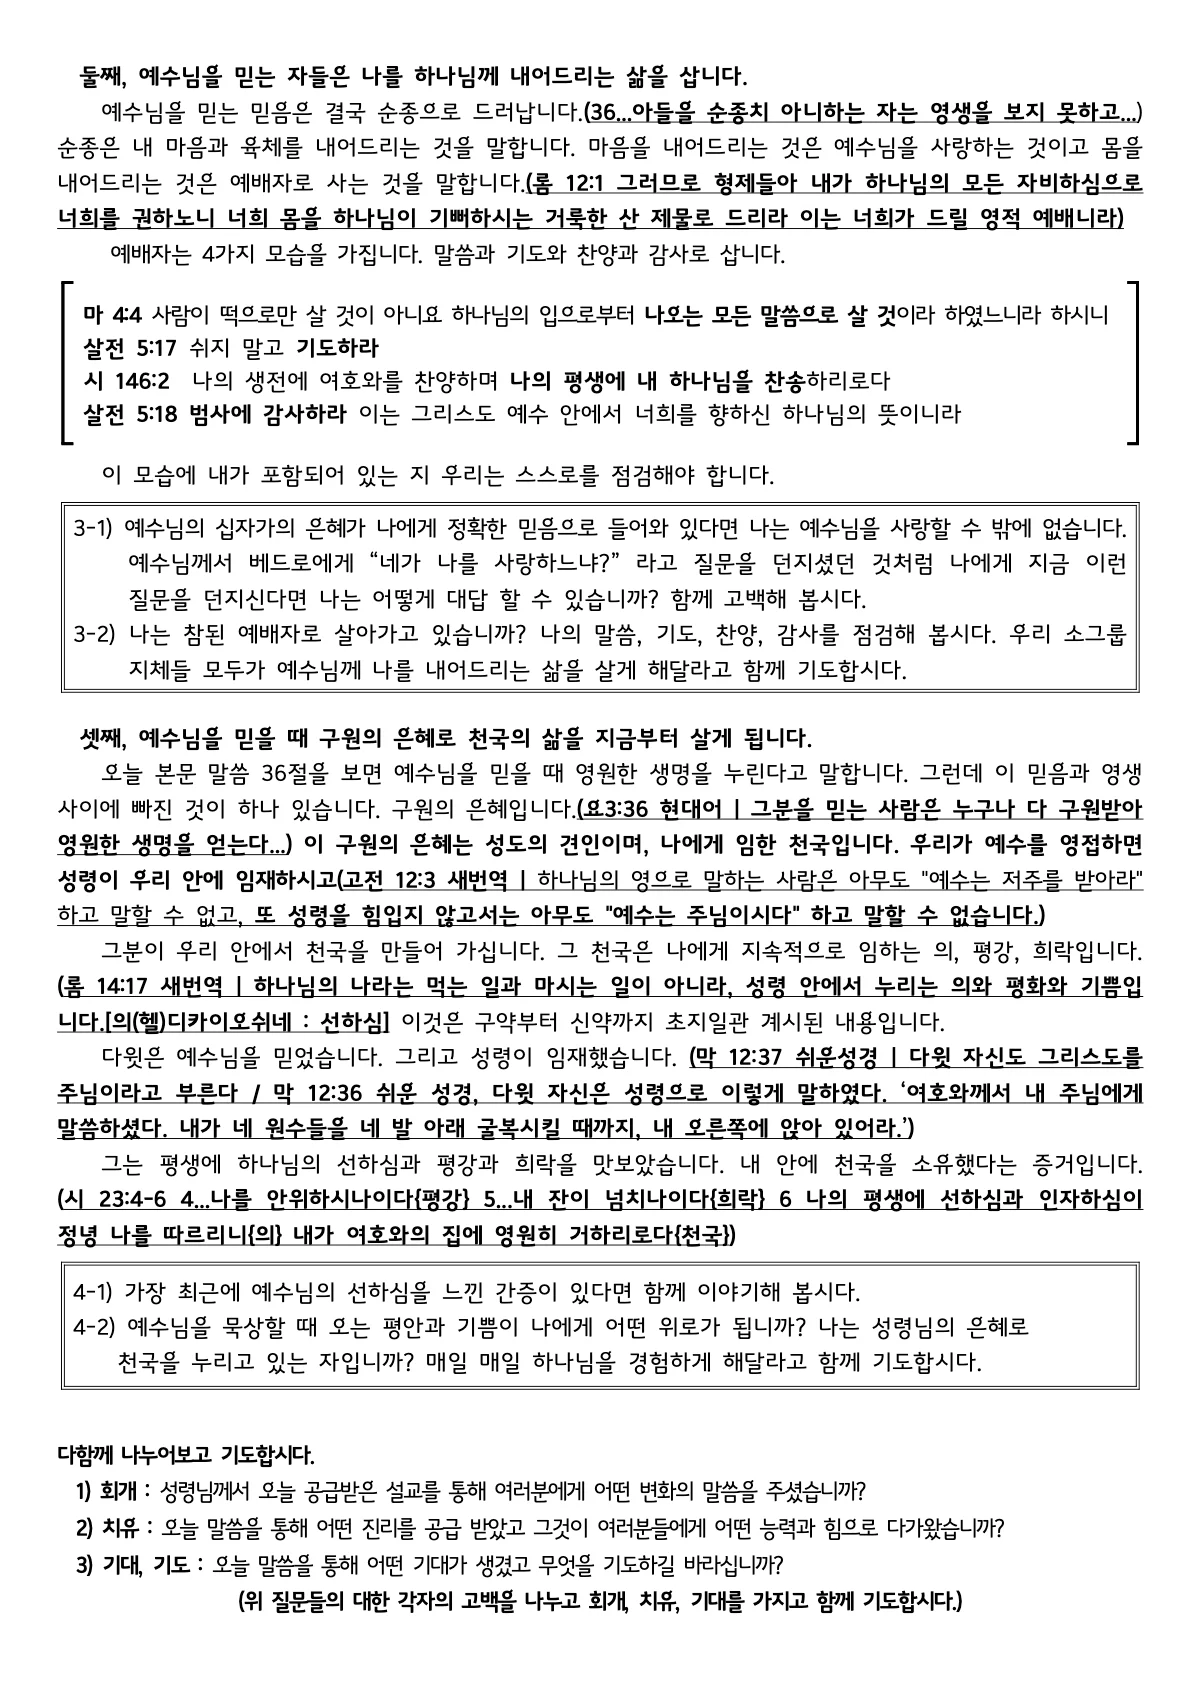 둘째, 예수님을 믿는 자들은 나를 하나님께 내어드리는 삶을 삽니다.
예수님을 믿는 믿음은 결국 순종으로 드러납니다.(36...아들을 순종치 아니하는 자는 영생을 보지 못하고...)
순종은 내 마음과 육체를 내어드리는 것을 말합니다. 마음을 내어드리는 것은 예수님을 사랑하는 것이고 몸을
내어드리는 것은 예배자로 사는 것을 말합니다.(롬 12:1 그러므로 형제들아 내가 하나님의 모든 자비하심으로
너희를 권하노니 너희 몸을 하나님이 기뻐하시는 거룩한 산 제물로 드리라 이는 너희가 드릴 영적 예배니라)
예배자는 4가지 모습을 가집니다. 말씀과 기도와 찬양과 감사로 삽니다.
마 4:4 사람이 떡으로만 살 것이 아니요 하나님의 입으로부터 나오는 모든 말씀으로 살 것이라 하였느니라 하시니
살전 5:17 쉬지 말고 기도하라
시 146:2 나의 생전에 여호와를 찬양하며 나의 평생에 내 하나님을 찬송하리로다
살전 5:18 범사에 감사하라 이는 그리스도 예수 안에서 너희를 향하신 하나님의 뜻이니라
이 모습에 내가 포함되어 있는 지 우리는 스스로를 점검해야 합니다.
3-1) 예수님의 십자가의 은혜가 나에게 정확한 믿음으로 들어와 있다면 나는 예수님을 사랑할 수 밖에 없습니다.
예수님께서 베드로에게 “네가 나를 사랑하느냐?” 라고 질문을 던지셨던 것처럼 나에게 지금 이런
질문을 던지신다면 나는 어떻게 대답 할 수 있습니까? 함께 고백해 봅시다.
3-2) 나는 참된 예배자로 살아가고 있습니까? 나의 말씀, 기도, 찬양, 감사를 점검해 봅시다. 우리 소그룹
지체들 모두가 예수님께 나를 내어드리는 삶을 살게 해달라고 함께 기도합시다.
셋째, 예수님을 믿을 때 구원의 은혜로 천국의 삶을 지금부터 살게 됩니다.
오늘 본문 말씀 36절을 보면 예수님을 믿을 때 영원한 생명을 누린다고 말합니다. 그런데 이 믿음과 영생
사이에 빠진 것이 하나 있습니다. 구원의 은혜입니다.(요3:36 현대어 | 그분을 믿는 사람은 누구나 다 구원받아
영원한 생명을 얻는다...) 이 구원의 은혜는 성도의 견인이며, 나에게 임한 천국입니다. 우리가 예수를 영접하면
성령이 우리 안에 임재하시고(고전 12:3 새번역 | 하나님의 영으로 말하는 사람은 아무도 "예수는 저주를 받아라"
하고 말할 수 없고, 또 성령을 힘입지 않고서는 아무도 "예수는 주님이시다" 하고 말할 수 없습니다.)
그분이 우리 안에서 천국을 만들어 가십니다. 그 천국은 나에게 지속적으로 임하는 의, 평강, 희락입니다.
(롬 14:17 새번역 | 하나님의 나라는 먹는 일과 마시는 일이 아니라, 성령 안에서 누리는 의와 평화와 기쁨입
니다.[의(헬)디카이오쉬네 : 선하심] 이것은 구약부터 신약까지 초지일관 계시된 내용입니다.
다윗은 예수님을 믿었습니다. 그리고 성령이 임재했습니다. (막 12:37 쉬운성경 | 다윗 자신도 그리스도를
주님이라고 부른다 / 막 12:36 쉬운 성경, 다윗 자신은 성령으로 이렇게 말하였다. ‘여호와께서 내 주님에게
말씀하셨다. 내가 네 원수들을 네 발 아래 굴복시킬 때까지, 내 오른쪽에 앉아 있어라.’)
그는 평생에 하나님의 선하심과 평강과 희락을 맛보았습니다. 내 안에 천국을 소유했다는 증거입니다.
(시 23:4-6 4...나를 안위하시나이다{평강} 5...내 잔이 넘치나이다{희락} 6 나의 평생에 선하심과 인자하심이
정녕 나를 따르리니{의} 내가 여호와의 집에 영원히 거하리로다{천국})
4-1) 가장 최근에 예수님의 선하심을 느낀 간증이 있다면 함께 이야기해 봅시다.
4-2) 예수님을 묵상할 때 오는 평안과 기쁨이 나에게 어떤 위로가 됩니까? 나는 성령님의 은혜로
천국을 누리고 있는 자입니까? 매일 매일 하나님을 경험하게 해달라고 함께 기도합시다.
다함께 나누어보고 기도합시다.
1) 회개 : 성령님께서 오늘 공급받은 설교를 통해 여러분에게 어떤 변화의 말씀을 주셨습니까?
2) 치유 : 오늘 말씀을 통해 어떤 진리를 공급 받았고 그것이 여러분들에게 어떤 능력과 힘으로 다가왔습니까?
3) 기대, 기도 : 오늘 말씀을 통해 어떤 기대가 생겼고 무엇을 기도하길 바라십니까?
(위 질문들의 대한 각자의 고백을 나누고 회개, 치유, 기대를 가지고 함께 기도합시다.)